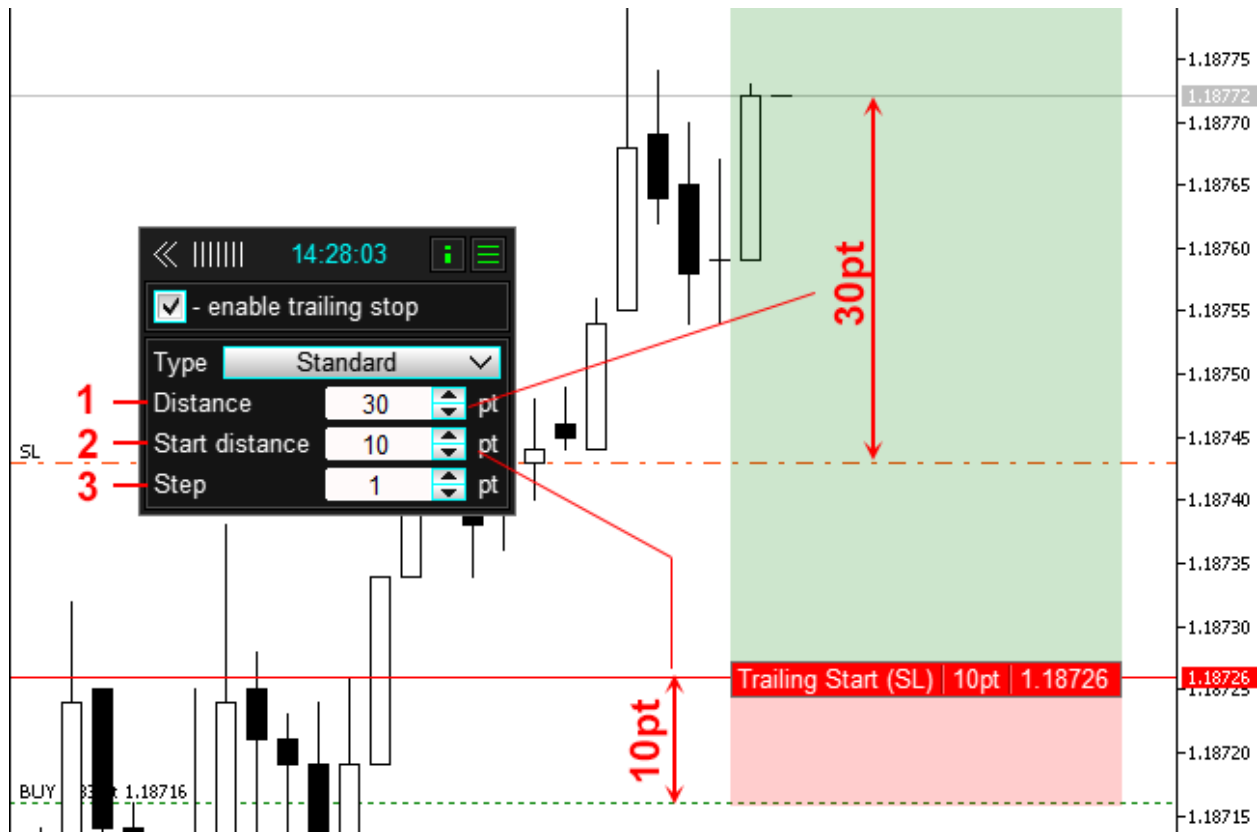 1.18775
1.18772
1.18770
1.18765
1.18760
1.18755
1.18750
1.18745
1.18740
1.18735
1.18730
1.18726
1.18725
1.18720
1.18715
14:28:03
i
- enable trailing stop
Type Standard
1 Distance 30 pt
2 Start distance 10 pt
3 Step 1 pt
30pt
SL
Trailing Start (SL) 10pt 1.18726
10pt
BUY 1.18716